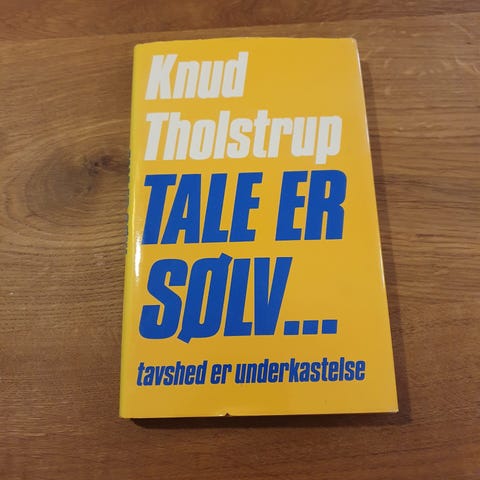 Knud
Tholstrup
TALE ER
SØLV...
tavshed er underkastelse